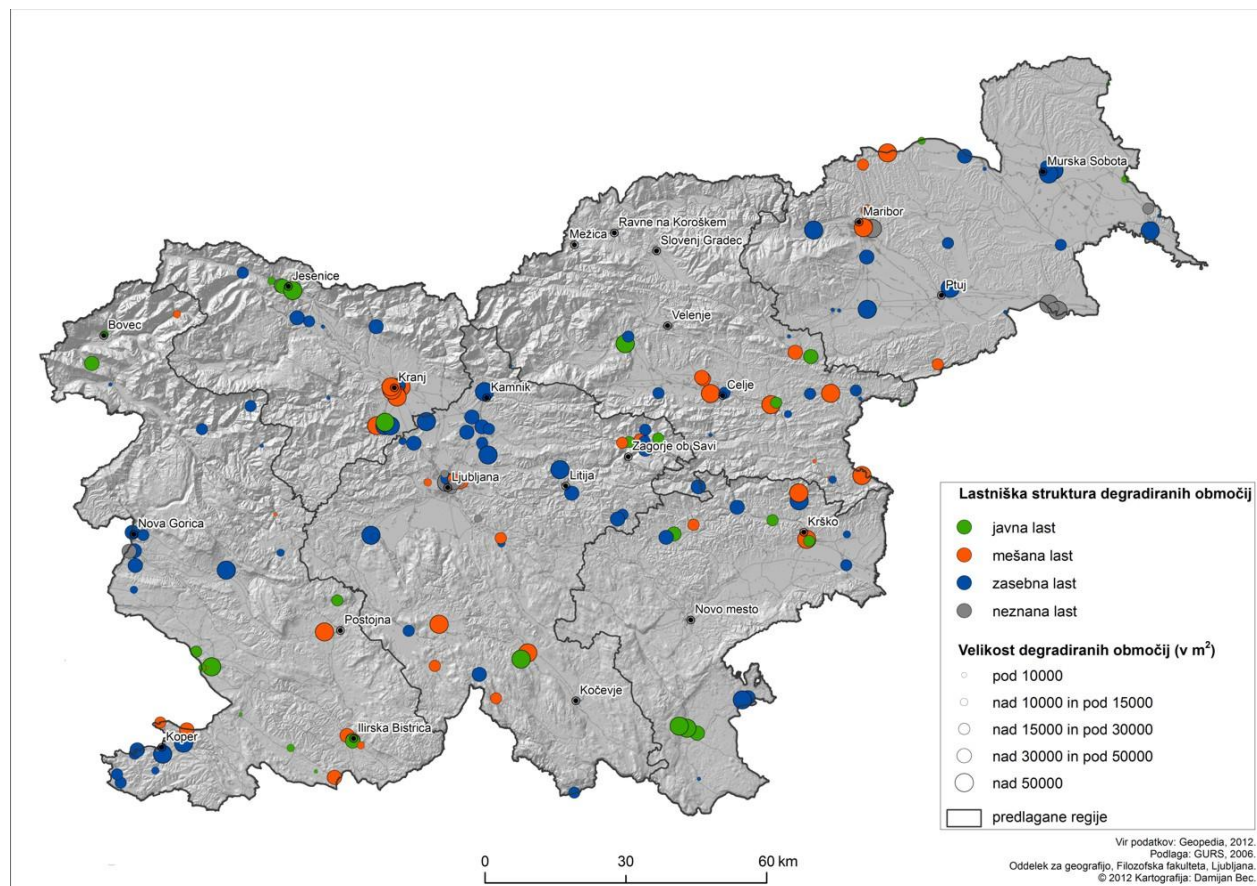 Murska Sobota
Maribor
Ravne na Koroškem
Mežica
Slovenj Gradec
Jesenice
Ptuj
Bovec
Velenje
Kranj
Kamnik
Celje
Zagorje ob Savi
Ljubljana
Litija
Nova Gorica
Krško
Novo mesto
Postojna
Kočevje
Ilirska Bistrica
Koper
Lastniška struktura degradiranih območij
javna last
mešana last
zasebna last
neznana last
Velikost degradiranih območij (v m²)
pod 10000
nad 10000 in pod 15000
nad 15000 in pod 30000
nad 30000 in pod 50000
nad 50000
predlagane regije
Vir podatkov: Geopedia, 2012.
Podlaga: GURS, 2006.
Oddelek za geografijo, Filozofska fakulteta, Ljubljana.
© 2012 Kartografija: Damijan Bec.
0 30 60 km